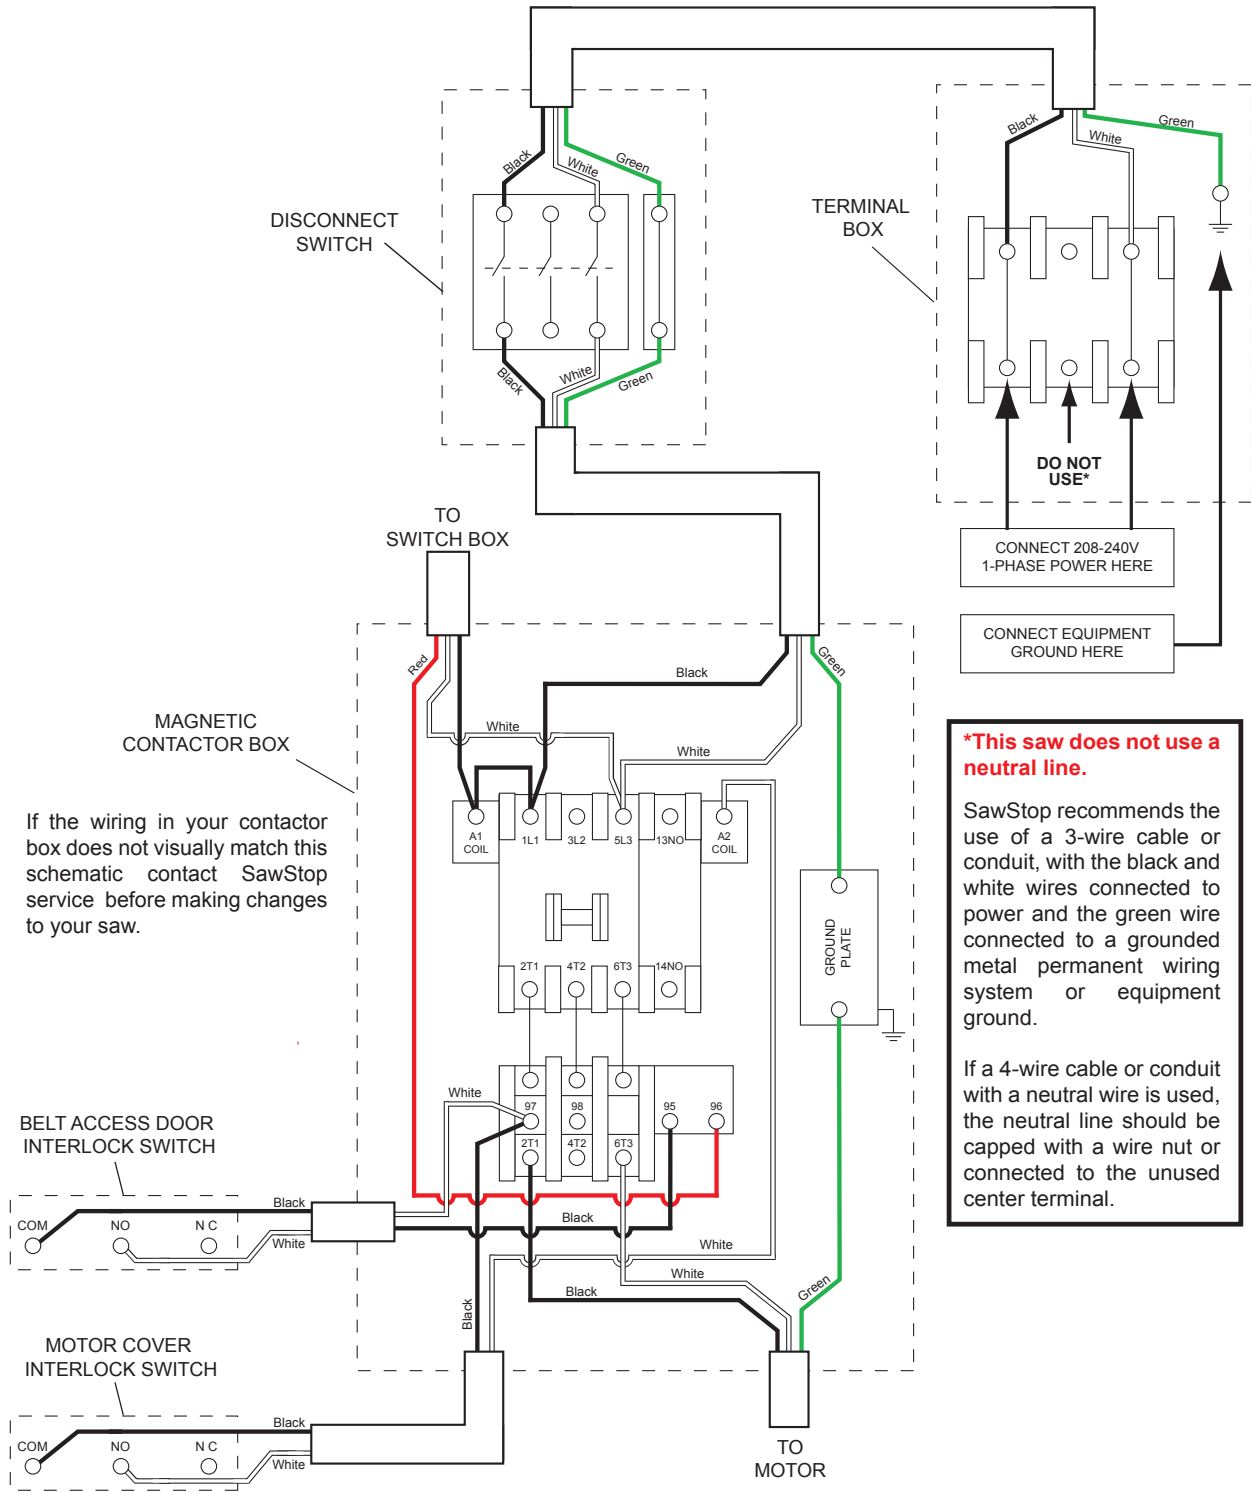 Black
White
Green
DISCONNECT
SWITCH
Black
White
Green
Black
White
Green
TERMINAL
BOX
DO NOT
USE*
CONNECT 208-240V
1-PHASE POWER HERE
CONNECT EQUIPMENT
GROUND HERE
TO
SWITCH BOX
Red
Black
Green
White
White
MAGNETIC
CONTACTOR BOX
If the wiring in your contactor
box does not visually match this
schematic contact SawStop
service before making changes
to your saw.
A1
COIL
1L1
3L2
5L3
13NO
A2
COIL
2T1
4T2
6T3
14NO
GROUND
PLATE
97
98
95
96
2T1
4T2
6T3
White
Black
White
White
Black
Black
Green
BELT ACCESS DOOR
INTERLOCK SWITCH
COM
NO
N C
Black
White
MOTOR COVER
INTERLOCK SWITCH
COM
NO
N C
Black
White
TO
MOTOR
*This saw does not use a
neutral line.
SawStop recommends the
use of a 3-wire cable or
conduit, with the black and
white wires connected to
power and the green wire
connected to a grounded
metal permanent wiring
system or equipment
ground.
If a 4-wire cable or conduit
with a neutral wire is used,
the neutral line should be
capped with a wire nut or
connected to the unused
center terminal.